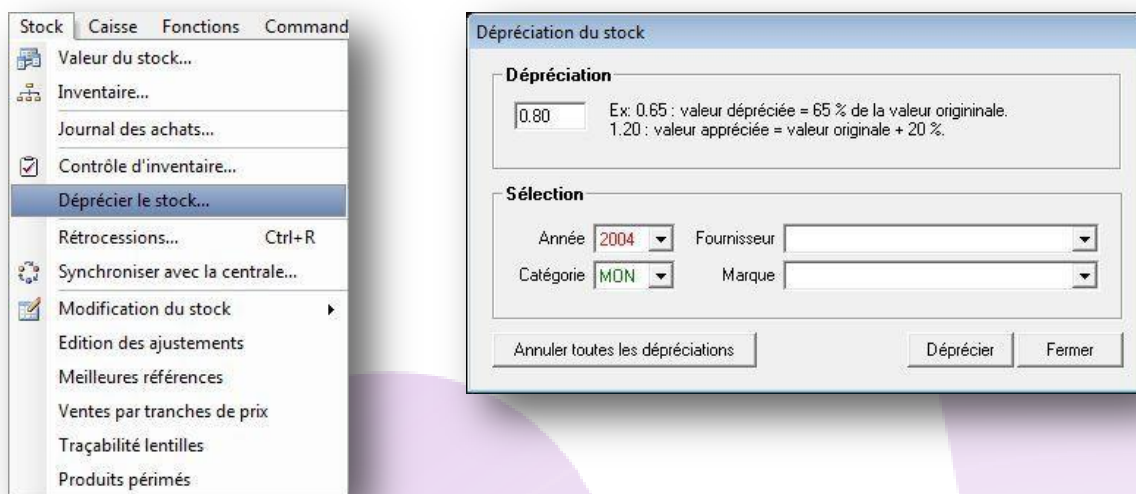 Stock Caisse Fonctions Command
Valeur du stock...
Inventaire...
Journal des achats...
Contrôle d'inventaire...
Déprécier le stock...
Rétrocessions... Ctrl+R
Synchroniser avec la centrale...
Modification du stock
Edition des ajustements
Meilleures références
Ventes par tranches de prix
Traçabilité lentilles
Produits périmés
Dépréciation du stock
Dépréciation
0.80
Ex: 0.65 : valeur dépréciée = 65 % de la valeur origininale.
1.20 : valeur appréciée = valeur originale + 20 %.
Sélection
Année 2004 Fournisseur
Catégorie MON Marque
Annuler toutes les dépréciations Déprécier Fermer